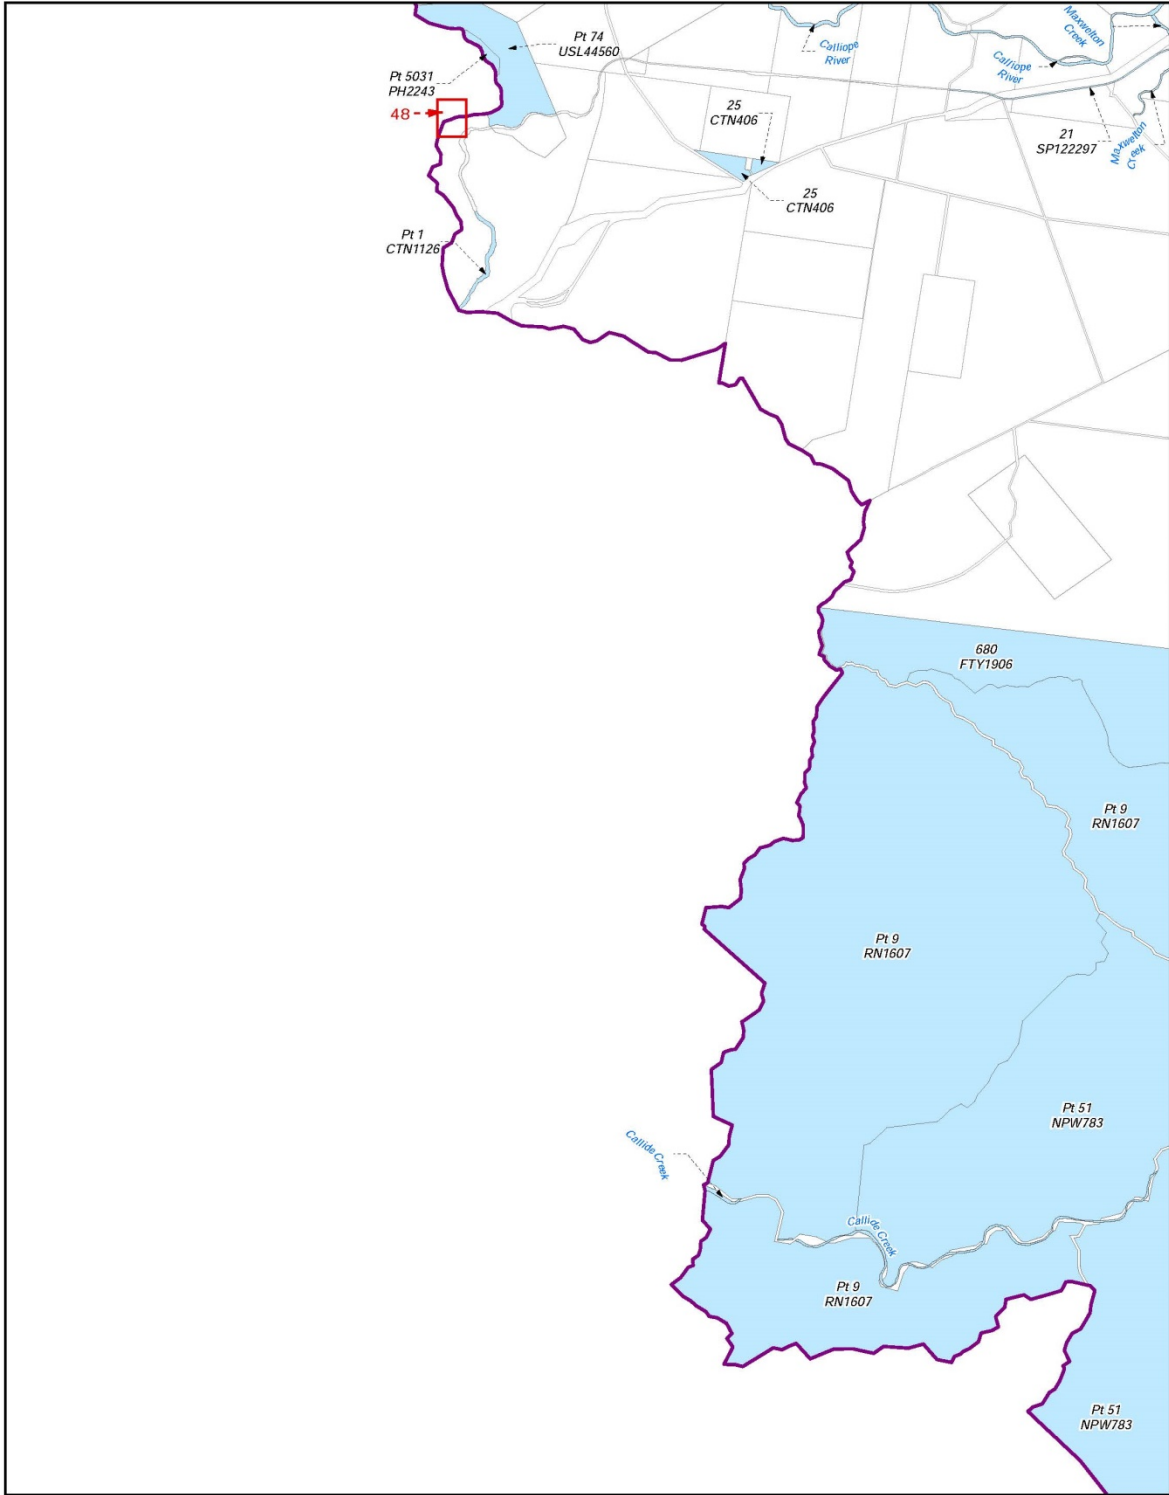 Pt 74
USL44560
Calliope
River
Maxwelton
Creek
Calliope
River
Pt 5031
PH2243
48
25
CTN406
21
SP122297
Maxwelton
Creek
25
CTN406
Pt 1
CTN1126
680
FTY1906
Pt 9
RN1607
Pt 9
RN1607
Pt 51
NPW783
Callide Creek
Callide Creek
Pt 9
RN1607
Pt 51
NPW783